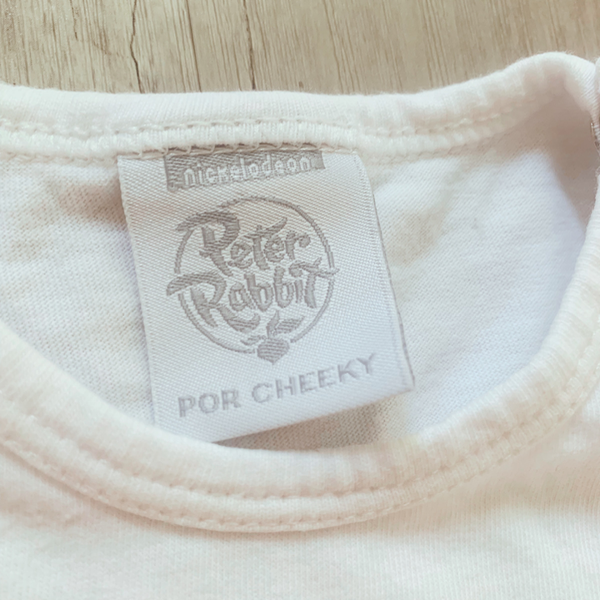 nickelodeon
Peter
Rabbit
POR CHEEKY